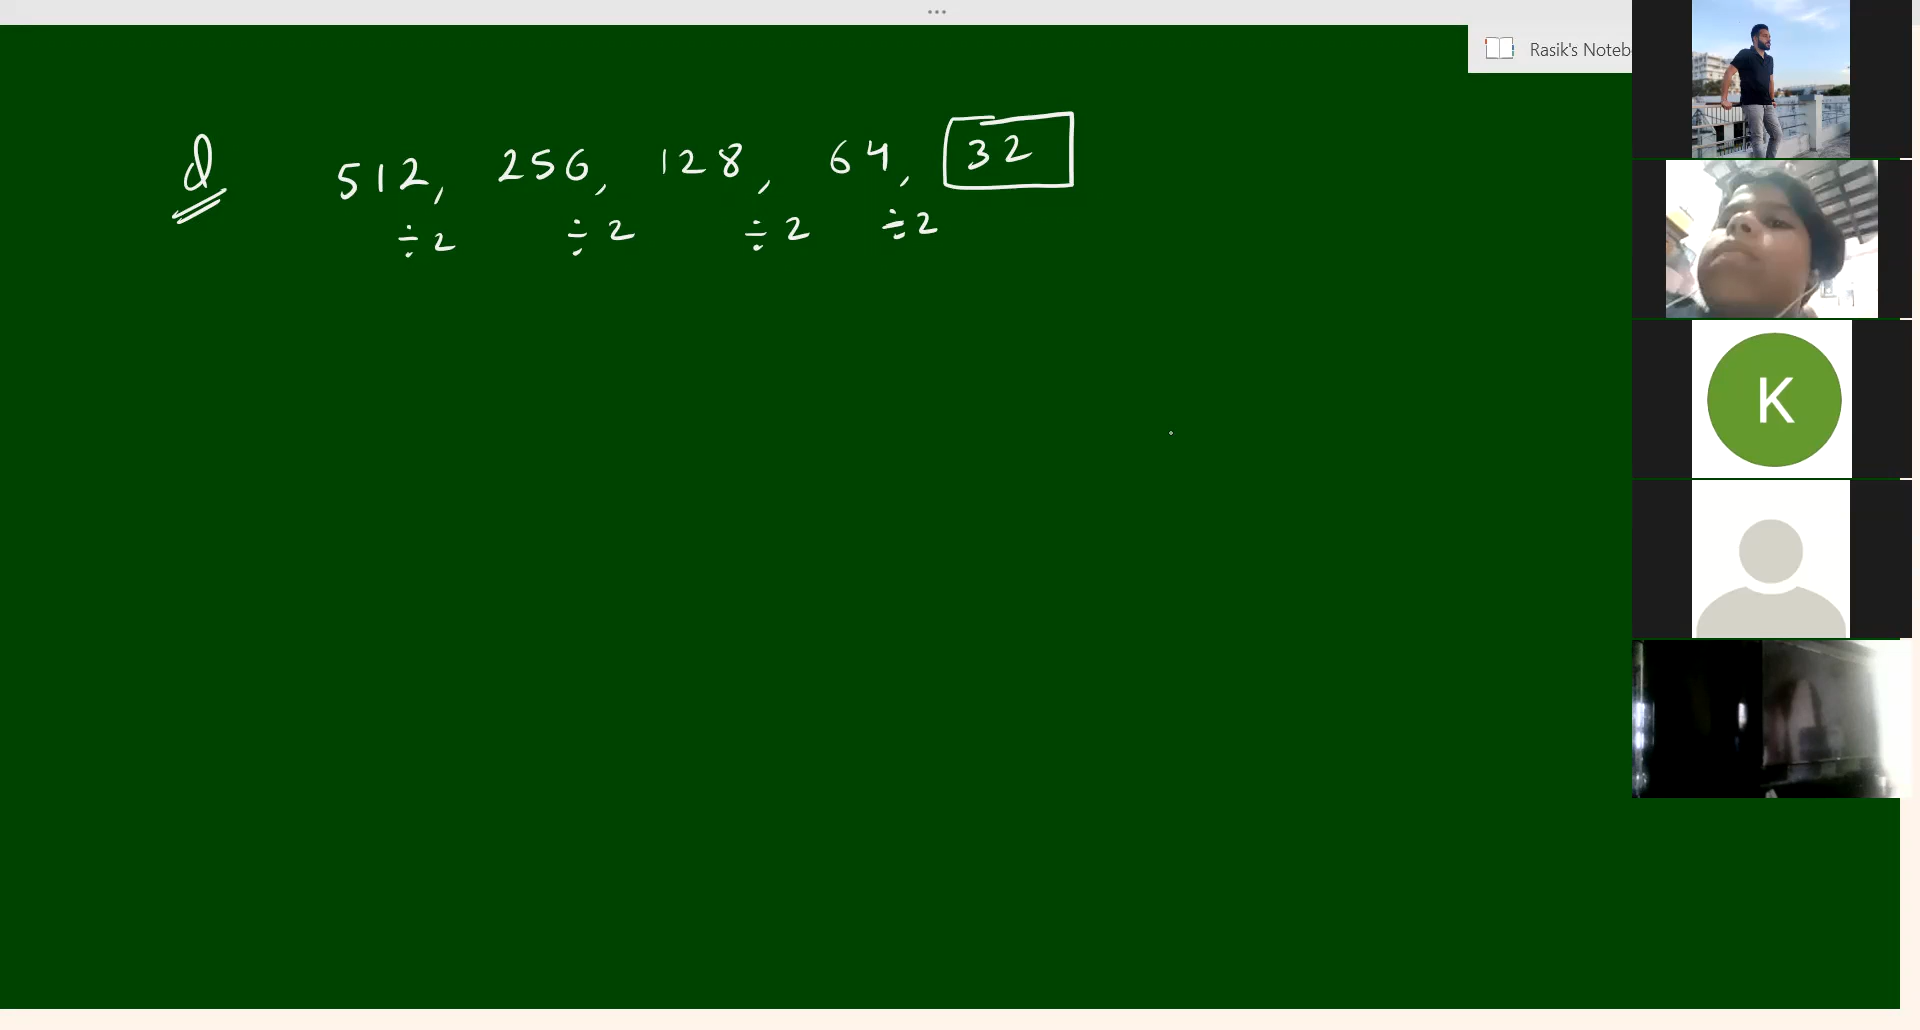 Rasik's Noteb
d 512, 256, 128, 64, 32
÷2 ÷2 ÷2 ÷2
K